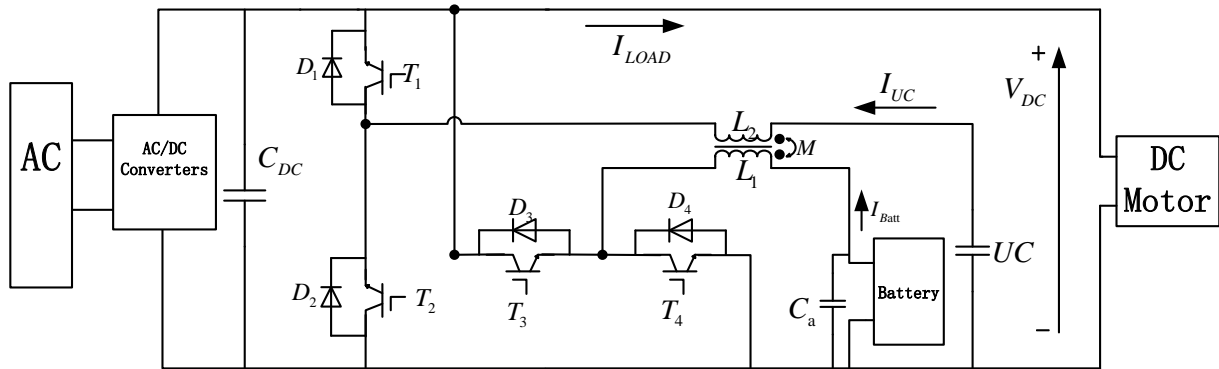 AC
AC/DC
Converters
C_DC
D_1
T_1
D_2
T_2
I_LOAD
I_UC
L_2
M
L_1
D_3
T_3
D_4
T_4
I_Batt
C_a
Battery
UC
+
V_DC
−
DC
Motor